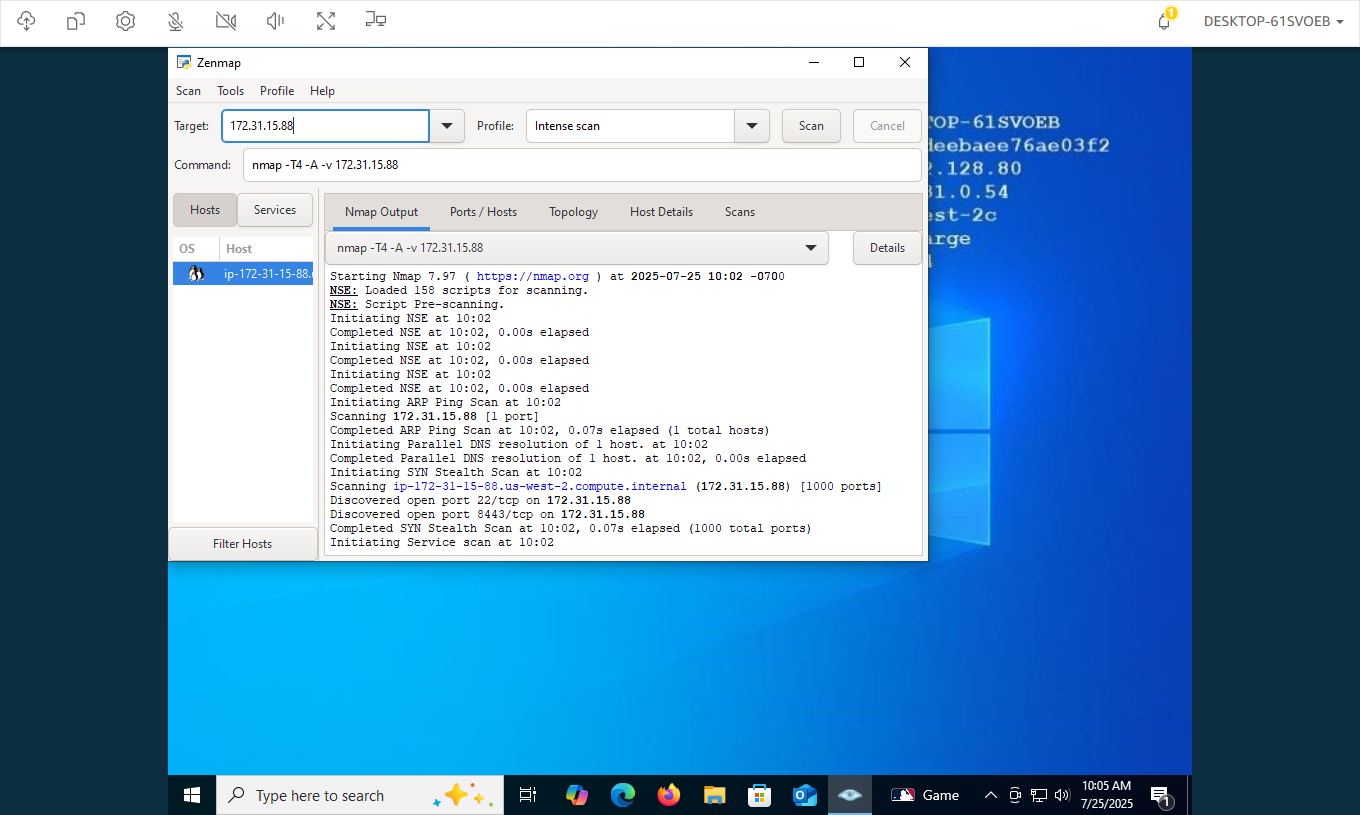 1
DESKTOP-61SVOEB
Zenmap
Scan Tools Profile Help
Target: 172.31.15.88 Profile: Intense scan Scan Cancel
Command: nmap -T4 -A -v 172.31.15.88
Hosts Services
OS Host
ip-172-31-15-88.
Filter Hosts
Nmap Output Ports / Hosts Topology Host Details Scans
nmap -T4 -A -v 172.31.15.88 Details
Starting Nmap 7.97 ( https://nmap.org ) at 2025-07-25 10:02 -0700
NSE: Loaded 158 scripts for scanning.
NSE: Script Pre-scanning.
Initiating NSE at 10:02
Completed NSE at 10:02, 0.00s elapsed
Initiating NSE at 10:02
Completed NSE at 10:02, 0.00s elapsed
Initiating NSE at 10:02
Completed NSE at 10:02, 0.00s elapsed
Initiating ARP Ping Scan at 10:02
Scanning 172.31.15.88 [1 port]
Completed ARP Ping Scan at 10:02, 0.07s elapsed (1 total hosts)
Initiating Parallel DNS resolution of 1 host. at 10:02
Completed Parallel DNS resolution of 1 host. at 10:02, 0.00s elapsed
Initiating SYN Stealth Scan at 10:02
Scanning ip-172-31-15-88.us-west-2.compute.internal (172.31.15.88) [1000 ports]
Discovered open port 22/tcp on 172.31.15.88
Discovered open port 8443/tcp on 172.31.15.88
Completed SYN Stealth Scan at 10:02, 0.07s elapsed (1000 total ports)
Initiating Service scan at 10:02
TOP-61SVOEB
deebaee76ae03f2
2.128.80
31.0.54
est-2c
arge
Type here to search
Game
10:05 AM
7/25/2025
1